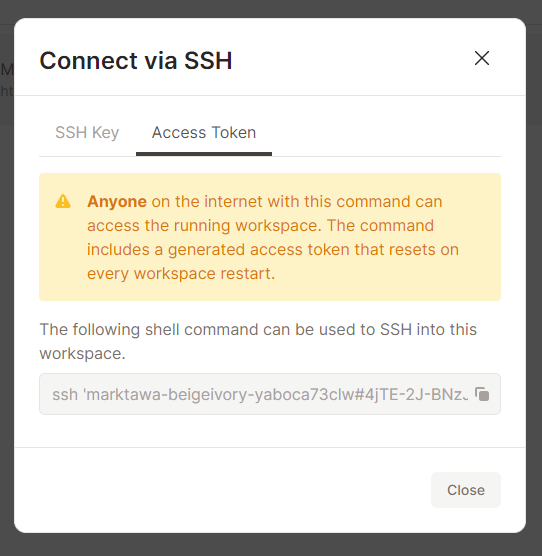 Connect via SSH
M
ht
SSH Key Access Token
Anyone on the internet with this command can
access the running workspace. The command
includes a generated access token that resets on
every workspace restart.
The following shell command can be used to SSH into this
workspace.
ssh 'marktawa-beigeivory-yaboca73clw#4jTE-2J-BNzJ
Close